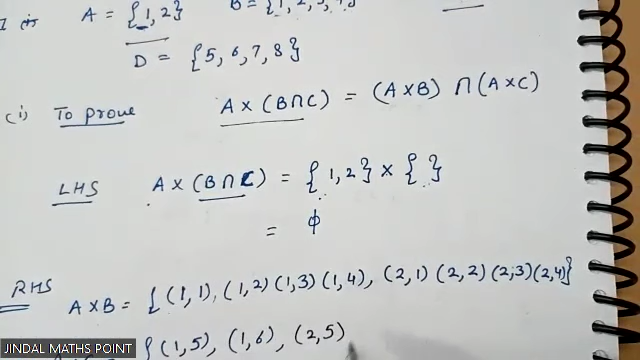 A = {1,2}
D = {5, 6, 7, 8}
(i) To prove A × (B∩C) = (A×B) ∩ (A×C)
LHS A × (B∩C) = {1,2} × { }
= ϕ
RHS
A×B = {(1,1), (1,2) (1,3) (1,4), (2,1) (2,2) (2,3) (2,4)}
{(1,5), (1,6), (2,5)
JINDAL MATHS POINT